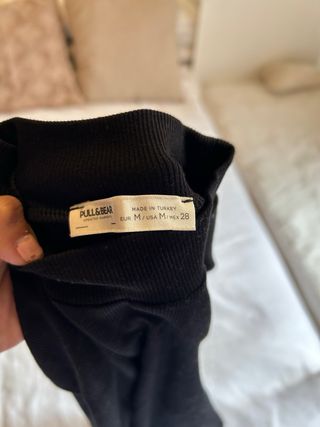 PULL&BEAR
MADE IN TURKEY
EUR M / USA M / MEX 28